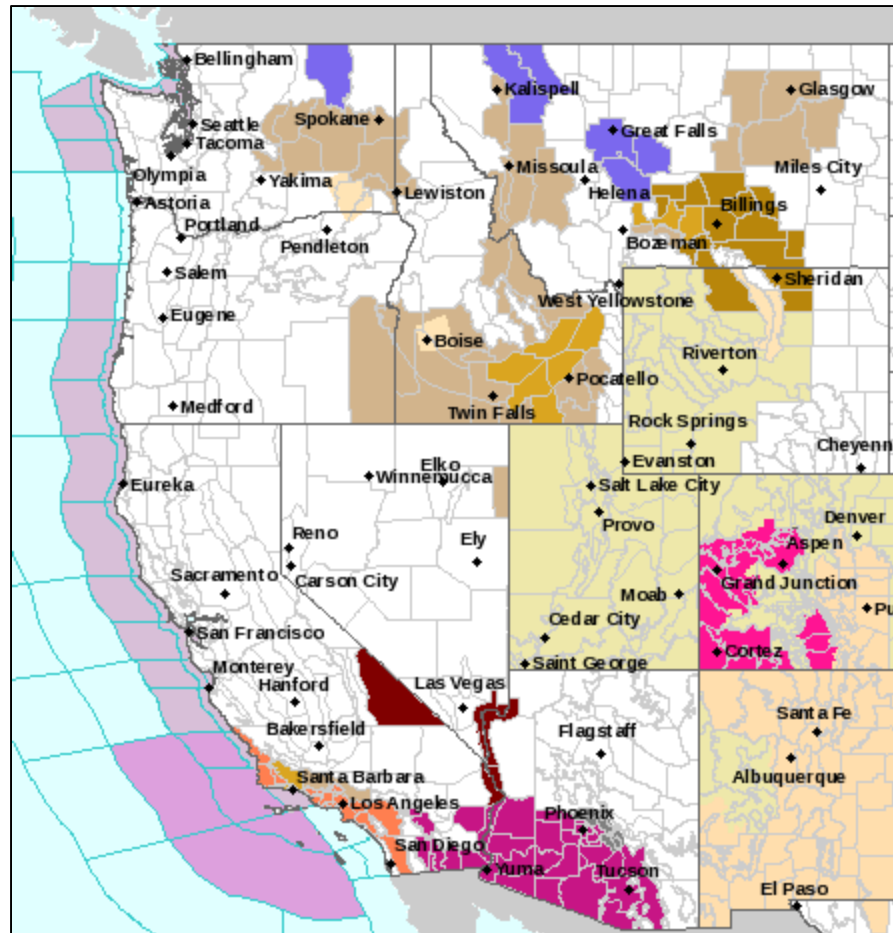 Bellingham
Kalispell
Glasgow
Seattle
Spokane
Great Falls
Tacoma
Olympia
Missoula
Miles City
Yakima
Lewiston
Helena
Astoria
Billings
Portland
Pendleton
Bozeman
Salem
Sheridan
West Yellowstone
Eugene
Boise
Riverton
Pocatello
Medford
Twin Falls
Rock Springs
Cheyenn
Elko
Evanston
Winnemucca
Eureka
Salt Lake City
Provo
Denver
Reno
Ely
Aspen
Carson City
Grand Junction
Sacramento
Moab
Pu
Cedar City
San Francisco
Cortez
Saint George
Monterey
Hanford
Las Vegas
Santa Fe
Bakersfield
Flagstaff
Albuquerque
Santa Barbara
Los Angeles
Phoenix
San Diego
Yuma
Tucson
El Paso